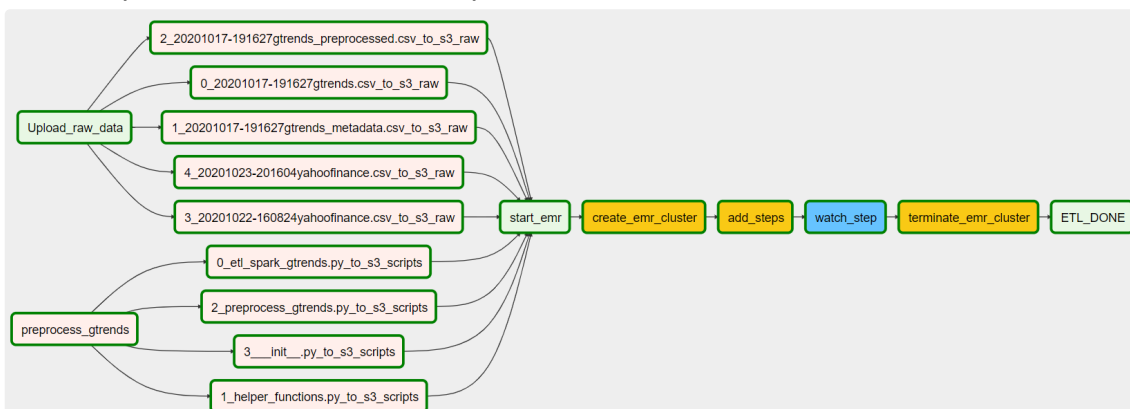 2_20201017-191627gtrends_preprocessed.csv_to_s3_raw
0_20201017-191627gtrends.csv_to_s3_raw
Upload_raw_data
1_20201017-191627gtrends_metadata.csv_to_s3_raw
4_20201023-201604yahoofinance.csv_to_s3_raw
3_20201022-160824yahoofinance.csv_to_s3_raw
start_emr
create_emr_cluster
add_steps
watch_step
terminate_emr_cluster
ETL_DONE
0_etl_spark_gtrends.py_to_s3_scripts
2_preprocess_gtrends.py_to_s3_scripts
preprocess_gtrends
3___init__.py_to_s3_scripts
1_helper_functions.py_to_s3_scripts